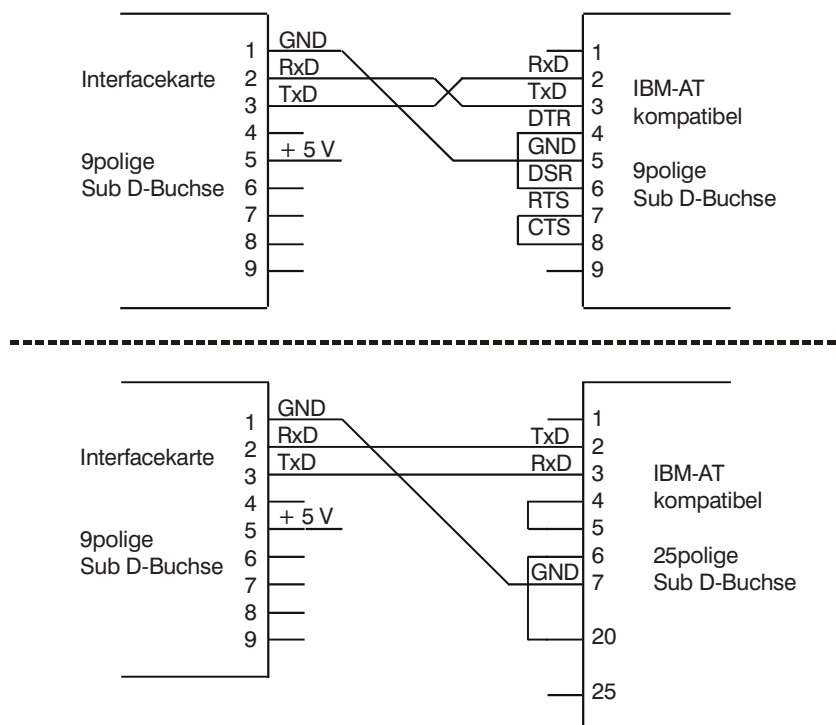 1 GND RxD 1
Interfacekarte 2 RxD 2 IBM-AT
3 TxD TxD 3 kompatibel
4 DTR 4
9polige 5 + 5 V GND 5 9polige
Sub D-Buchse 6 DSR 6 Sub D-Buchse
7 RTS 7
8 CTS 8
9 9
1 GND 1
2 RxD TxD 2
Interfacekarte 3 TxD RxD 3 IBM-AT
4 4 kompatibel
9polige 5 + 5 V 5
Sub D-Buchse 6 6 25polige
7 GND 7 Sub D-Buchse
8
9 20
25